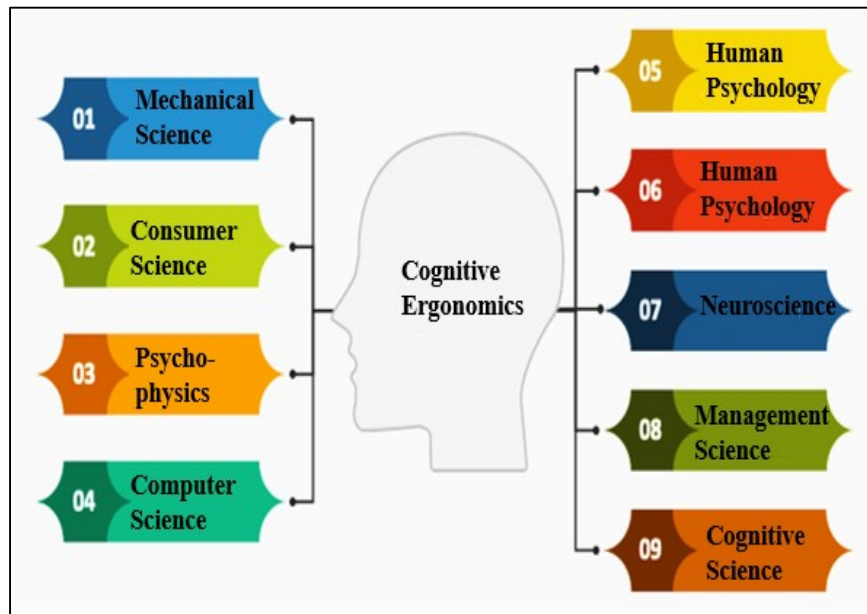 01
Mechanical
Science
02
Consumer
Science
03
Psycho-
physics
04
Computer
Science
Cognitive
Ergonomics
05
Human
Psychology
06
Human
Psychology
07
Neuroscience
08
Management
Science
09
Cognitive
Science